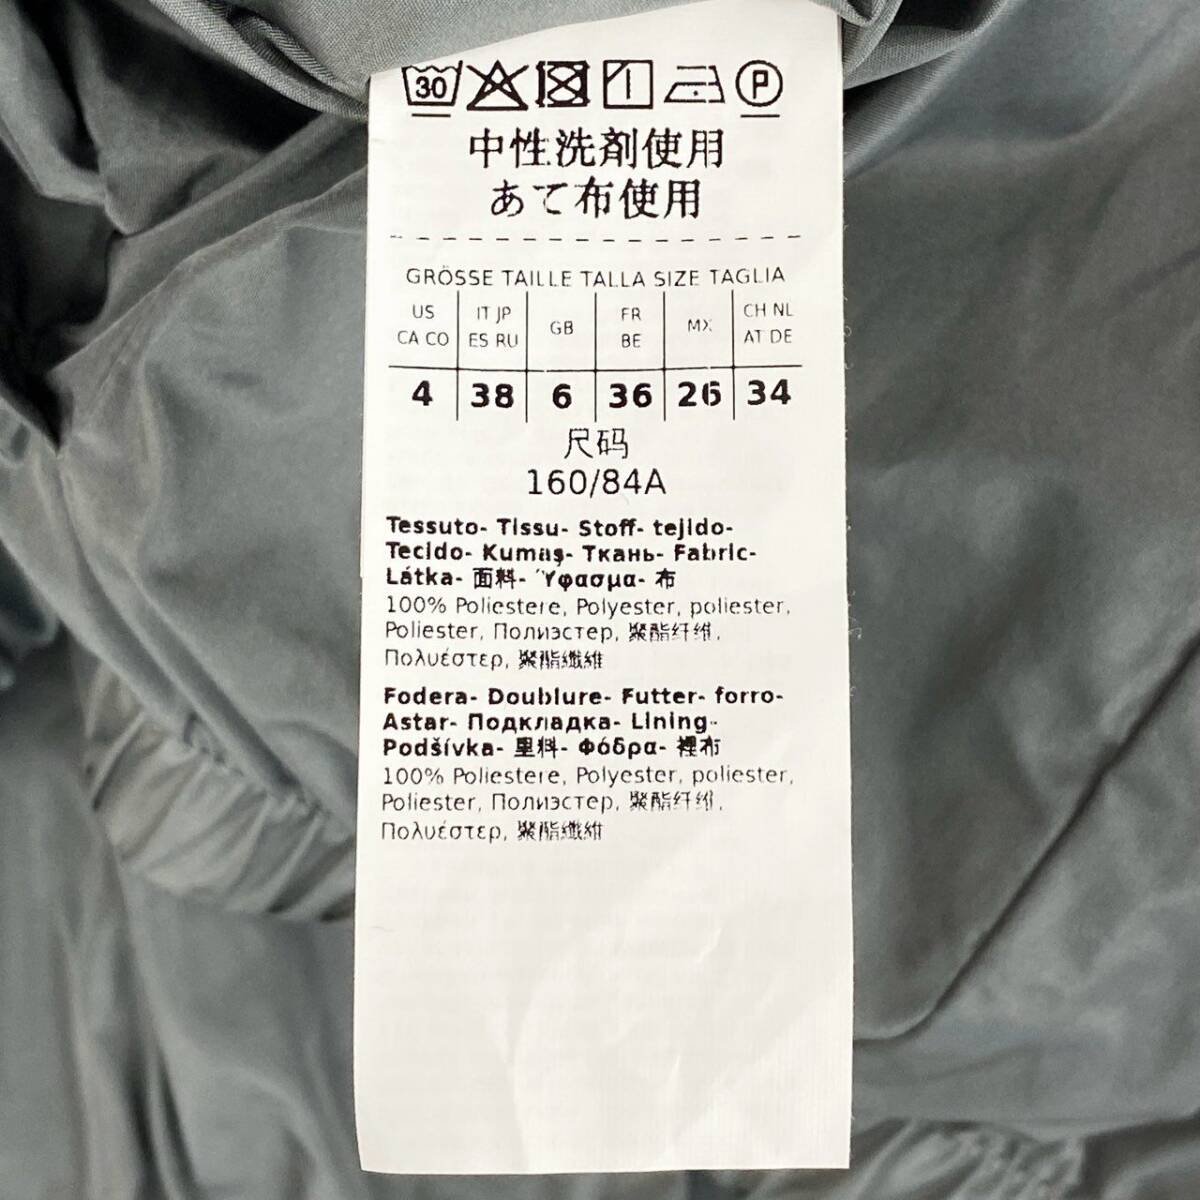 30 P
中性洗剤使用
あて布使用
GRÖSSE TAILLE TALLA SIZE TAGLIA
US CA CO IT JP ES RU GB FR BE MX CH NL AT DE
4 38 6 36 26 34
尺码
160/84A
Tessuto- Tissu- Stoff- tejido-
Tecido- Kumaş- Ткань- Fabric-
Látka- 面料- Ύφασμα- 布
100% Poliestere, Polyester, poliester,
Poliester, Полиэстер, 聚酯纤维,
Πολυέστερ, 聚酯纖維
Fodera- Doublure- Futter- forro-
Astar- Подкладка- Lining-
Podšívka- 里料- Φόδρα- 裡布
100% Poliestere, Polyester, poliester,
Poliester, Полиэстер, 聚酯纤维,
Πολυέστερ, 聚酯纖維